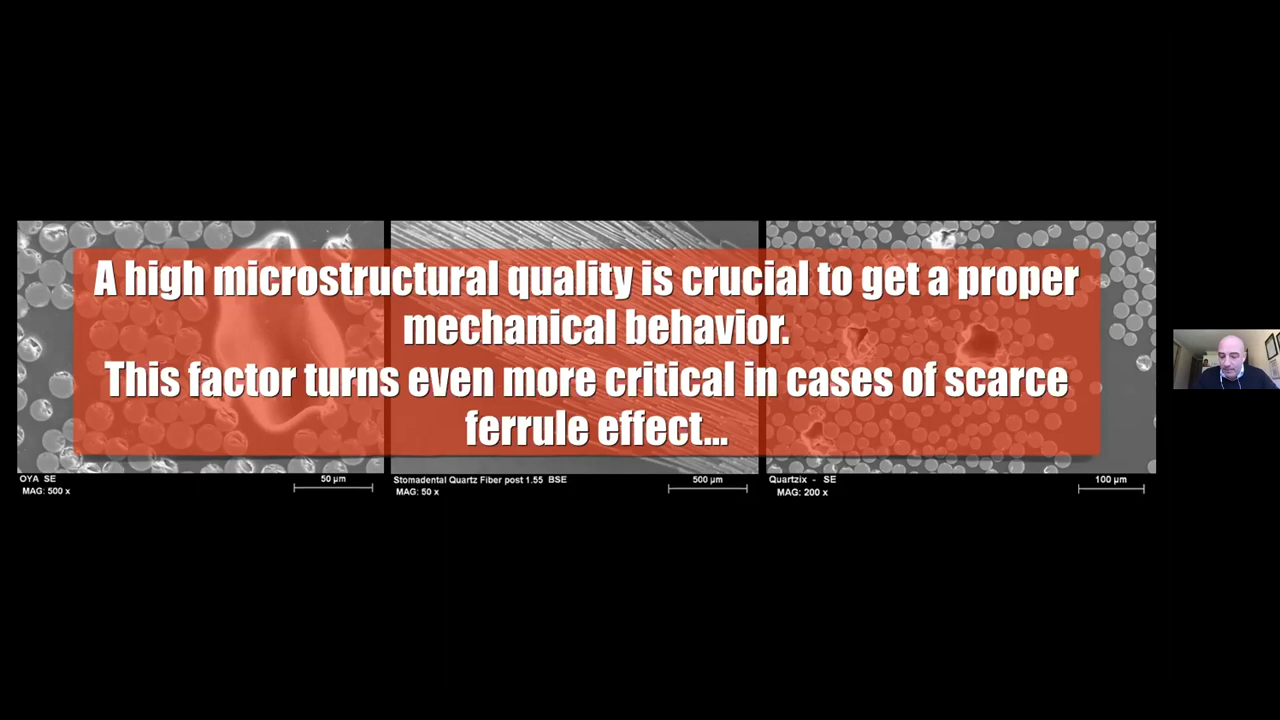 A high microstructural quality is crucial to get a proper
mechanical behavior.
This factor turns even more critical in cases of scarce
ferrule effect...
OYA SE
MAG: 500 x
50 µm
Stomadental Quartz Fiber post 1.55 BSE
MAG: 50 x
500 µm
Quartzix - SE
MAG: 200 x
100 µm